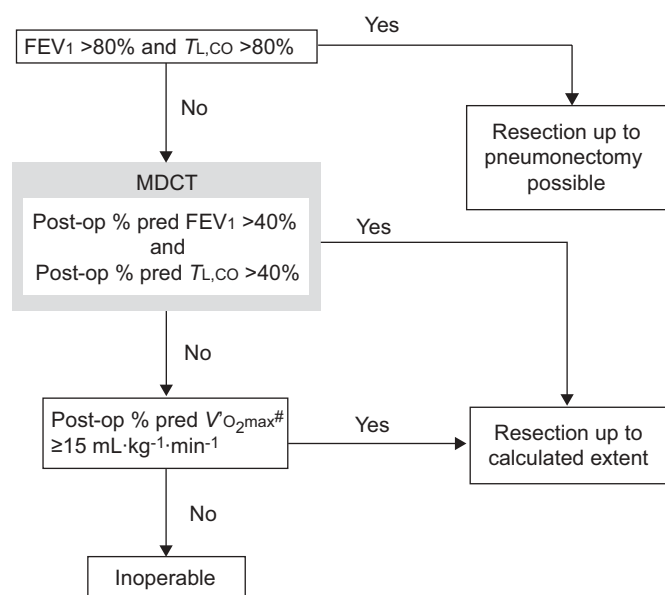 FEV1 >80% and TL,CO >80%
Yes
No
Resection up to
pneumonectomy
possible
MDCT
Post-op % pred FEV1 >40%
and
Post-op % pred TL,CO >40%
Yes
No
Post-op % pred V'O2max#
≥15 mL·kg-1·min-1
Yes
Resection up to
calculated extent
No
Inoperable